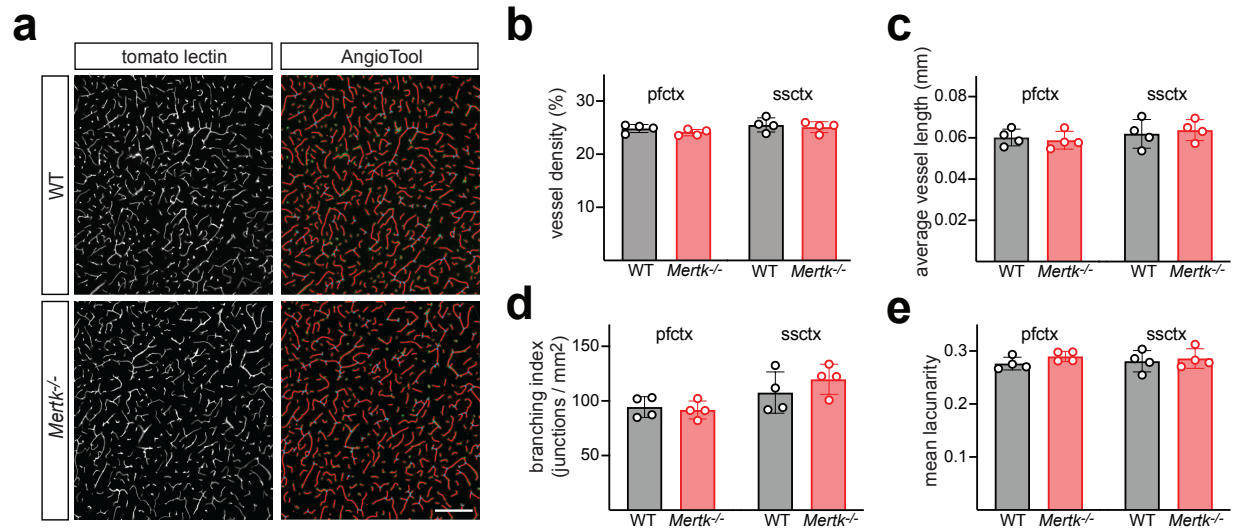 a
tomato lectin
AngioTool
WT
Mertk-/-
b
vessel density (%)
30
20
10
pfctx
ssctx
WT
Mertk-/-
WT
Mertk-/-
c
average vessel length (mm)
0.08
0.06
0.04
0.02
pfctx
ssctx
WT
Mertk-/-
WT
Mertk-/-
d
branching index
(junctions / mm2)
150
100
50
pfctx
ssctx
WT
Mertk-/-
WT
Mertk-/-
e
mean lacunarity
0.3
0.2
0.1
pfctx
ssctx
WT
Mertk-/-
WT
Mertk-/-